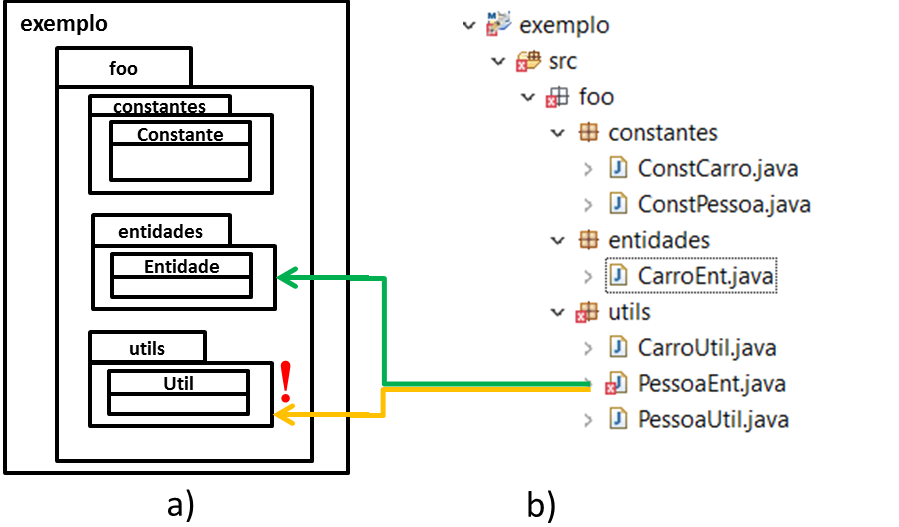 exemplo
foo
constantes
Constante
entidades
Entidade
utils
Util
!
a)
exemplo
src
foo
constantes
ConstCarro.java
ConstPessoa.java
entidades
CarroEnt.java
utils
CarroUtil.java
PessoaEnt.java
PessoaUtil.java
b)